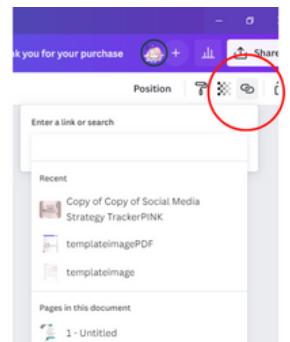 k you for your purchase
+
Share
Position
Enter a link or search
Recent
Copy of Copy of Social Media
Strategy TrackerPINK
templateimagePDF
templateimage
Pages in this document
1 - Untitled